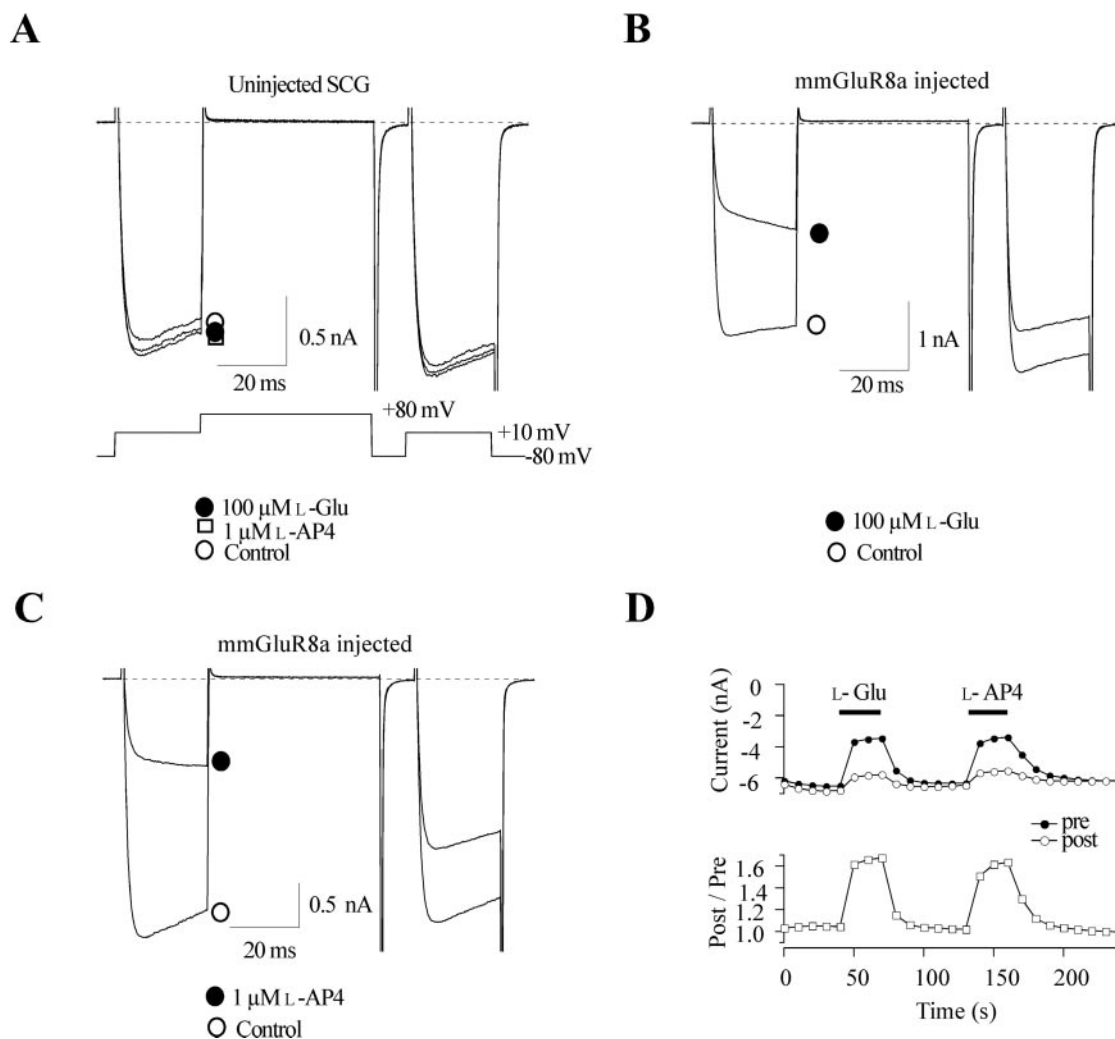 A
Uninjected SCG
0.5 nA
20 ms
+80 mV
+10 mV
-80 mV
100 μM L-Glu
1 μM L-AP4
Control
B
mmGluR8a injected
1 nA
20 ms
100 μM L-Glu
Control
C
mmGluR8a injected
0.5 nA
20 ms
1 μM L-AP4
Control
D
L- Glu
L- AP4
Current (nA)
0
-2
-4
-6
pre
post
Post / Pre
1.6
1.4
1.2
1.0
0 50 100 150 200
Time (s)